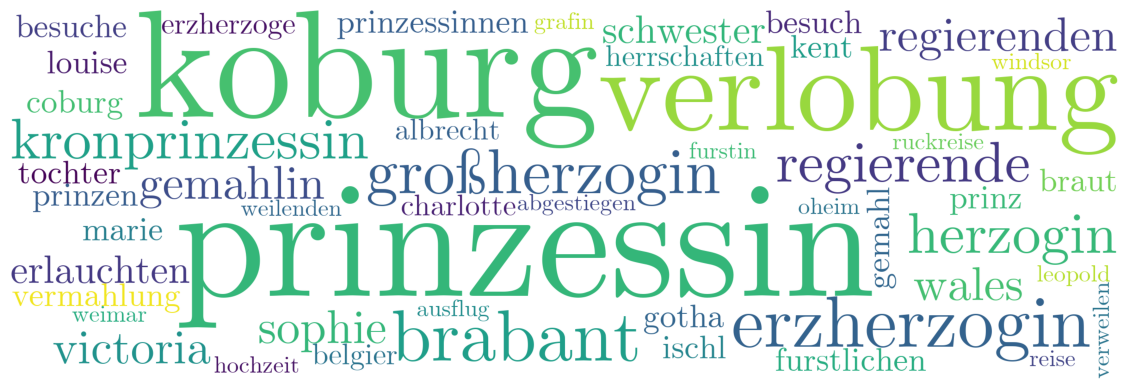 besuche erzherzoge prinzessinnen grafin schwester besuch regierenden
louise koburg herrschaften kent windsor
coburg verlobung
kronprinzessin albrecht furstin ruckreise
tochter gemahlin großherzogin regierende braut
prinzen weilenden charlotte abgestiegen oheim gemahl prinz
marie prinzessin herzogin
erlauchten wales leopold
vermahlung
weimar sophie ausflug brabant gotha erzherzogin verweilen
victoria belgier ischl furstlichen reise
hochzeit